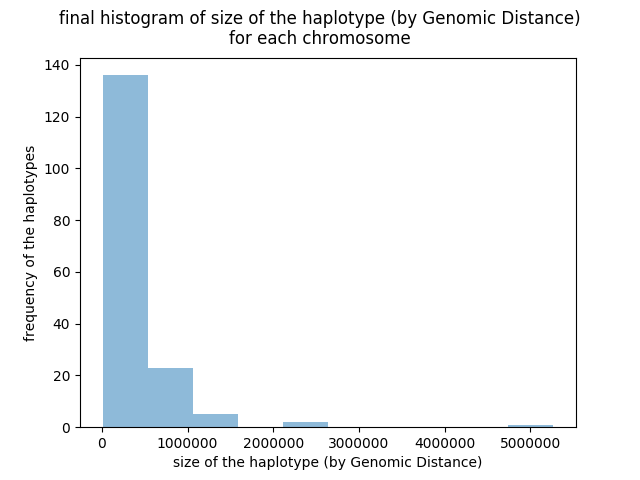 final histogram of size of the haplotype (by Genomic Distance)
for each chromosome
140
120
100
80
60
40
20
0
frequency of the haplotypes
0 1000000 2000000 3000000 4000000 5000000
size of the haplotype (by Genomic Distance)